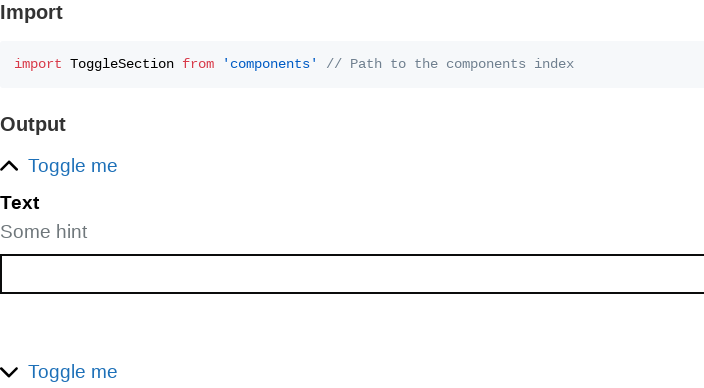 Import
import ToggleSection from 'components' // Path to the components index
Output
Toggle me
Text
Some hint
Toggle me